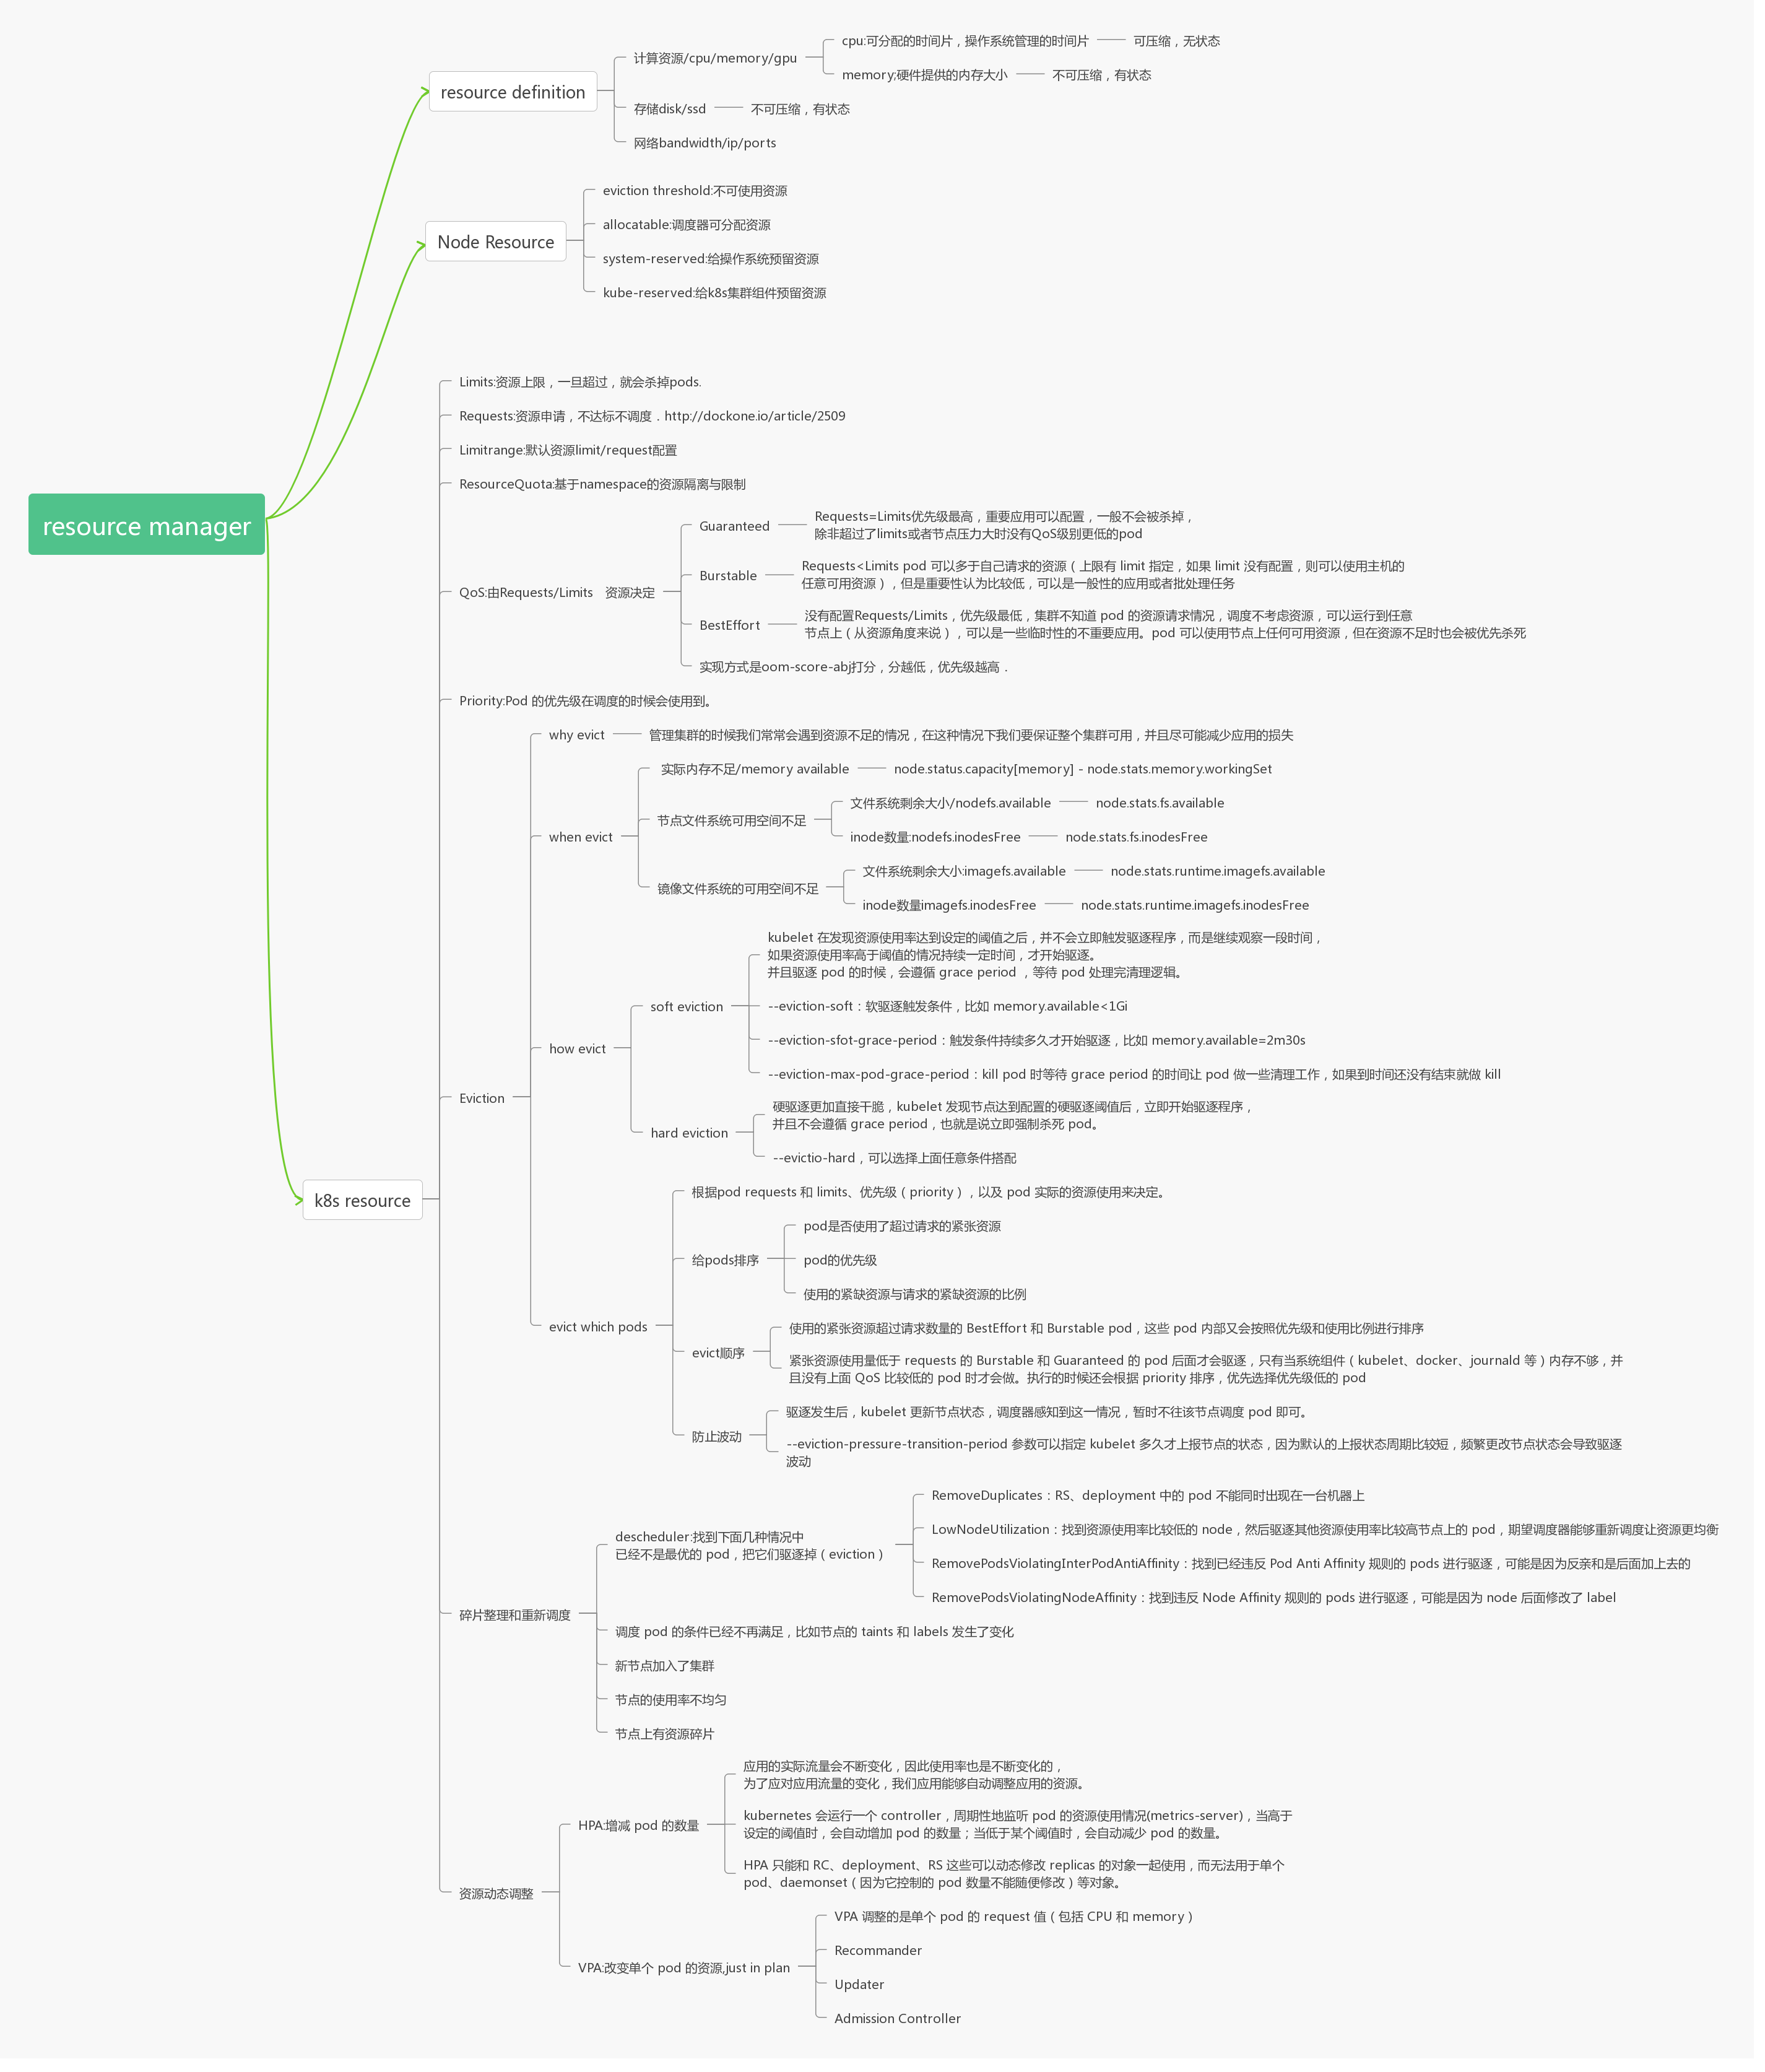 resource manager
resource definition
计算资源/cpu/memory/gpu
cpu:可分配的时间片，操作系统管理的时间片
可压缩，无状态
memory;硬件提供的内存大小
不可压缩，有状态
存储disk/ssd
不可压缩，有状态
网络bandwidth/ip/ports
Node Resource
eviction threshold:不可使用资源
allocatable:调度器可分配资源
system-reserved:给操作系统预留资源
kube-reserved:给k8s集群组件预留资源
k8s resource
Limits:资源上限，一旦超过，就会杀掉pods.
Requests:资源申请，不达标不调度．http://dockone.io/article/2509
Limitrange:默认资源limit/request配置
ResourceQuota:基于namespace的资源隔离与限制
QoS:由Requests/Limits　资源决定
Guaranteed
Requests=Limits优先级最高，重要应用可以配置，一般不会被杀掉，
除非超过了limits或者节点压力大时没有QoS级别更低的pod
Burstable
Requests<Limits pod 可以多于自己请求的资源（上限有 limit 指定，如果 limit 没有配置，则可以使用主机的
任意可用资源），但是重要性认为比较低，可以是一般性的应用或者批处理任务
BestEffort
没有配置Requests/Limits，优先级最低，集群不知道 pod 的资源请求情况，调度不考虑资源，可以运行到任意
节点上（从资源角度来说），可以是一些临时性的不重要应用。pod 可以使用节点上任何可用资源，但在资源不足时也会被优先杀死
实现方式是oom-score-abj打分，分越低，优先级越高．
Priority:Pod 的优先级在调度的时候会使用到。
Eviction
why evict
管理集群的时候我们常常会遇到资源不足的情况，在这种情况下我们要保证整个集群可用，并且尽可能减少应用的损失
when evict
实际内存不足/memory available
node.status.capacity[memory] - node.stats.memory.workingSet
节点文件系统可用空间不足
文件系统剩余大小/nodefs.available
node.stats.fs.available
inode数量:nodefs.inodesFree
node.stats.fs.inodesFree
镜像文件系统的可用空间不足
文件系统剩余大小:imagefs.available
node.stats.runtime.imagefs.available
inode数量imagefs.inodesFree
node.stats.runtime.imagefs.inodesFree
how evict
soft eviction
kubelet 在发现资源使用率达到设定的阈值之后，并不会立即触发驱逐程序，而是继续观察一段时间，
如果资源使用率高于阈值的情况持续一定时间，才开始驱逐。
并且驱逐 pod 的时候，会遵循 grace period ，等待 pod 处理完清理逻辑。
--eviction-soft：软驱逐触发条件，比如 memory.available<1Gi
--eviction-sfot-grace-period：触发条件持续多久才开始驱逐，比如 memory.available=2m30s
--eviction-max-pod-grace-period：kill pod 时等待 grace period 的时间让 pod 做一些清理工作，如果到时间还没有结束就做 kill
hard eviction
硬驱逐更加直接干脆，kubelet 发现节点达到配置的硬驱逐阈值后，立即开始驱逐程序，
并且不会遵循 grace period，也就是说立即强制杀死 pod。
--evictio-hard，可以选择上面任意条件搭配
evict which pods
根据pod requests 和 limits、优先级（priority），以及 pod 实际的资源使用来决定。
给pods排序
pod是否使用了超过请求的紧张资源
pod的优先级
使用的紧缺资源与请求的紧缺资源的比例
evict顺序
使用的紧张资源超过请求数量的 BestEffort 和 Burstable pod，这些 pod 内部又会按照优先级和使用比例进行排序
紧张资源使用量低于 requests 的 Burstable 和 Guaranteed 的 pod 后面才会驱逐，只有当系统组件（kubelet、docker、journald 等）内存不够，并
且没有上面 QoS 比较低的 pod 时才会做。执行的时候还会根据 priority 排序，优先选择优先级低的 pod
防止波动
驱逐发生后，kubelet 更新节点状态，调度器感知到这一情况，暂时不往该节点调度 pod 即可。
--eviction-pressure-transition-period 参数可以指定 kubelet 多久才上报节点的状态，因为默认的上报状态周期比较短，频繁更改节点状态会导致驱逐
波动
碎片整理和重新调度
descheduler:找到下面几种情况中
已经不是最优的 pod，把它们驱逐掉（eviction）
RemoveDuplicates：RS、deployment 中的 pod 不能同时出现在一台机器上
LowNodeUtilization：找到资源使用率比较低的 node，然后驱逐其他资源使用率比较高节点上的 pod，期望调度器能够重新调度让资源更均衡
RemovePodsViolatingInterPodAntiAffinity：找到已经违反 Pod Anti Affinity 规则的 pods 进行驱逐，可能是因为反亲和是后面加上去的
RemovePodsViolatingNodeAffinity：找到违反 Node Affinity 规则的 pods 进行驱逐，可能是因为 node 后面修改了 label
调度 pod 的条件已经不再满足，比如节点的 taints 和 labels 发生了变化
新节点加入了集群
节点的使用率不均匀
节点上有资源碎片
资源动态调整
HPA:增减 pod 的数量
应用的实际流量会不断变化，因此使用率也是不断变化的，
为了应对应用流量的变化，我们应用能够自动调整应用的资源。
kubernetes 会运行一个 controller，周期性地监听 pod 的资源使用情况(metrics-server)，当高于
设定的阈值时，会自动增加 pod 的数量；当低于某个阈值时，会自动减少 pod 的数量。
HPA 只能和 RC、deployment、RS 这些可以动态修改 replicas 的对象一起使用，而无法用于单个
pod、daemonset（因为它控制的 pod 数量不能随便修改）等对象。
VPA:改变单个 pod 的资源,just in plan
VPA 调整的是单个 pod 的 request 值（包括 CPU 和 memory）
Recommander
Updater
Admission Controller